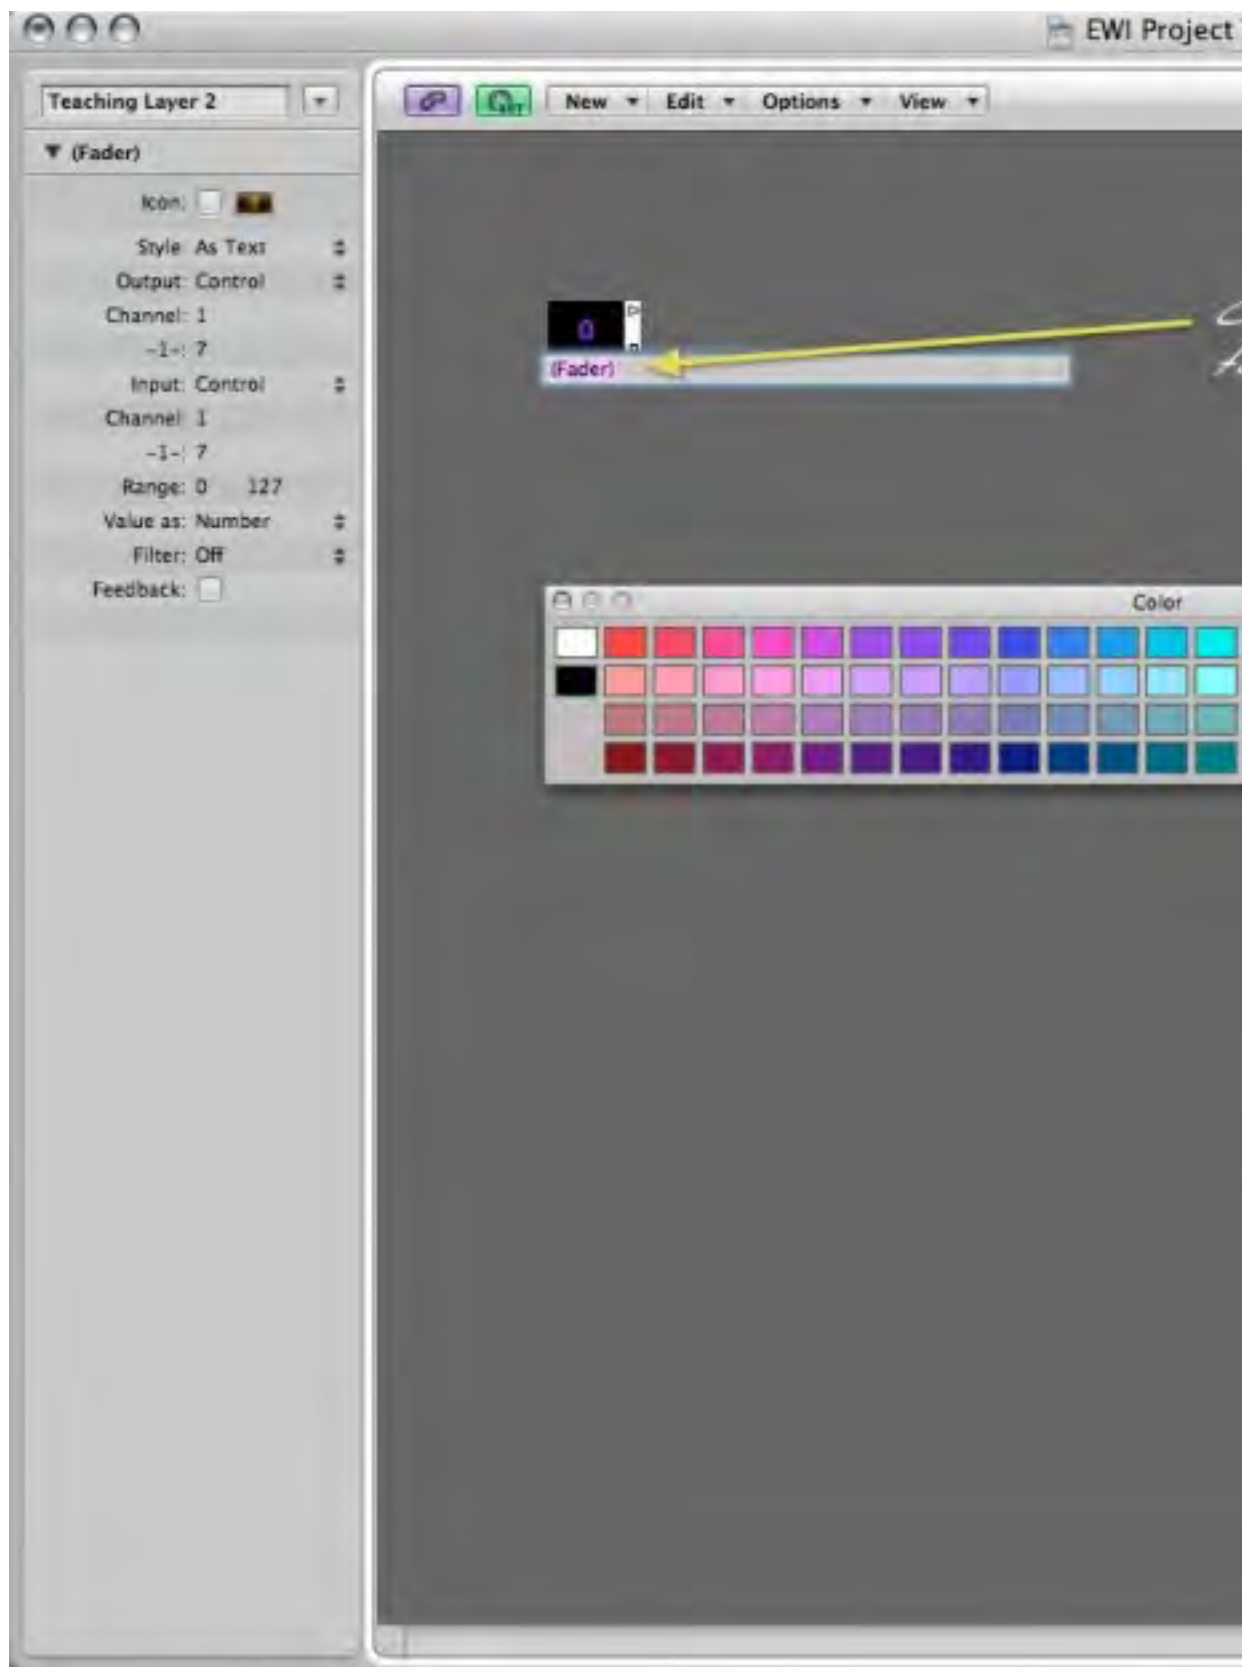 EWI Project
Teaching Layer 2
New Edit Options View
(Fader)
Icon:
Style As Text
Output: Control
Channel: 1
-1-: 7
Input: Control
Channel 1
-1-: 7
Range: 0 127
Value as: Number
Filter: Off
Feedback:
0
(Fader)
Color